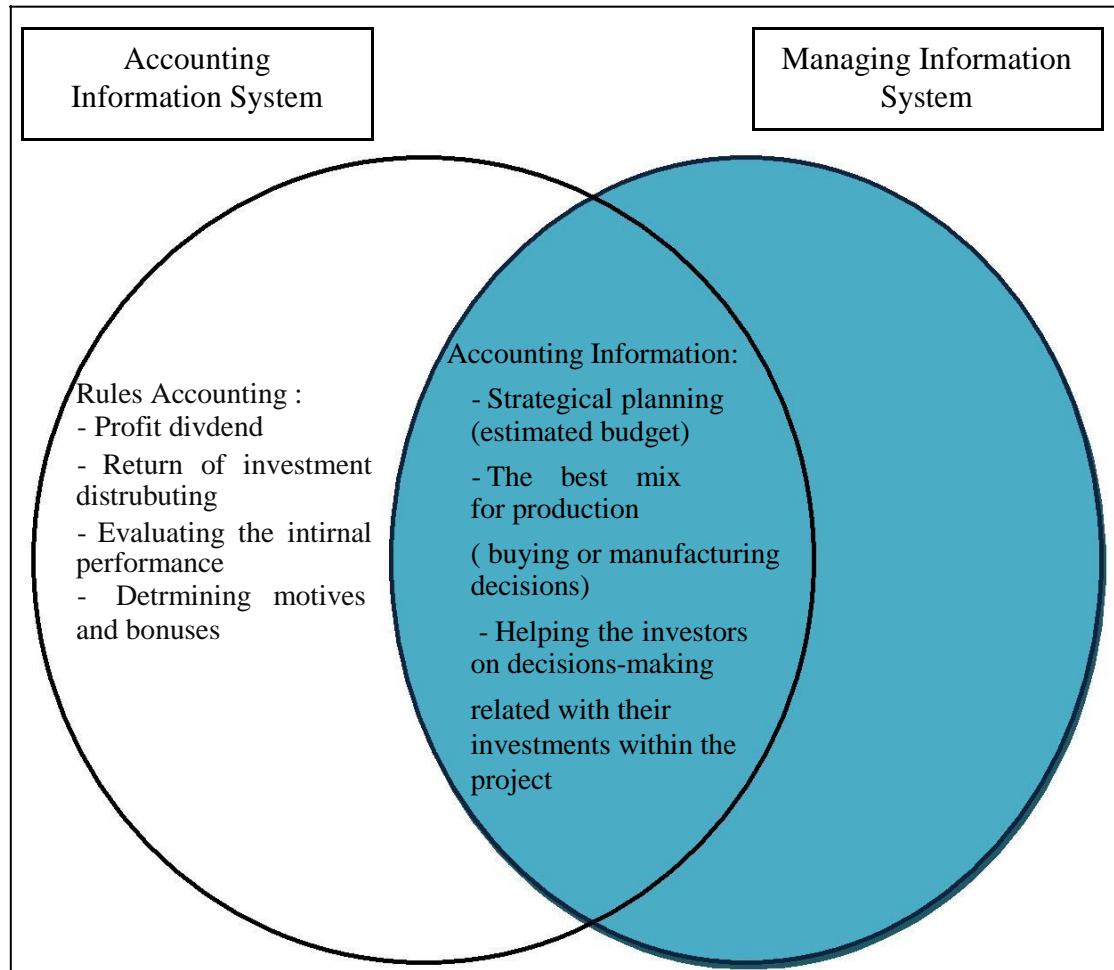 Accounting
Information System
Managing Information
System
Rules Accounting :
- Profit divdend
- Return of investment
distrubuting
- Evaluating the intirnal
performance
- Detrmining motives
and bonuses
Accounting Information:
- Strategical planning
(estimated budget)
- The best mix
for production
( buying or manufacturing
decisions)
- Helping the investors
on decisions-making
related with their
investments within the
project